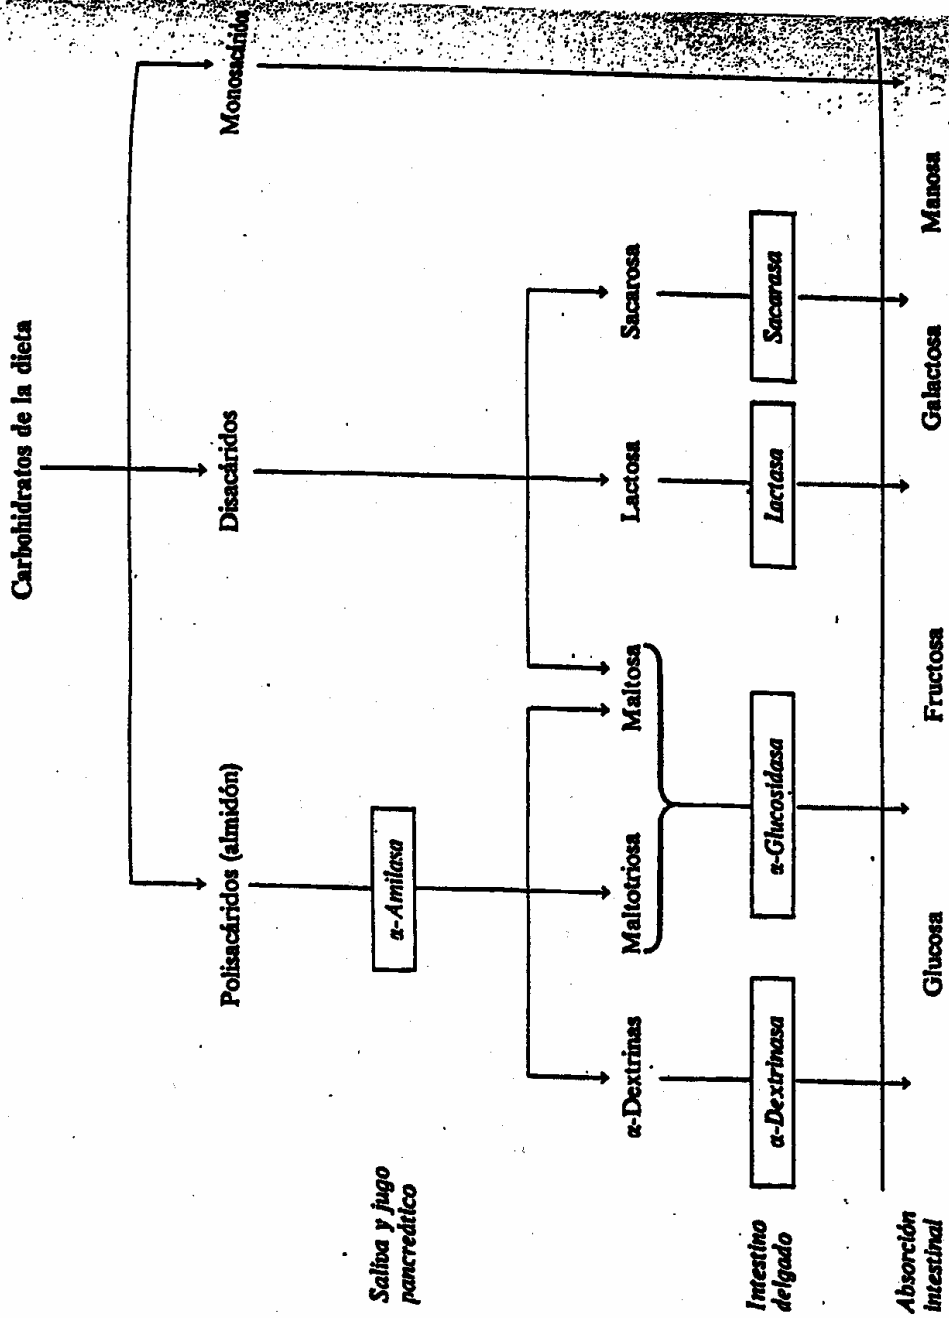 Carbohidratos de la dieta
Polisacáridos (almidón)
Disacáridos
Monosacáridos
Saliva y jugo
pancreático
α-Amilasa
α-Dextrinas
Maltotriosa
Maltosa
Lactosa
Sacarosa
Intestino
delgado
α-Dextrinasa
α-Glucosidasa
Lactasa
Sacarasa
Absorción
intestinal
Glucosa
Fructosa
Galactosa
Manosa